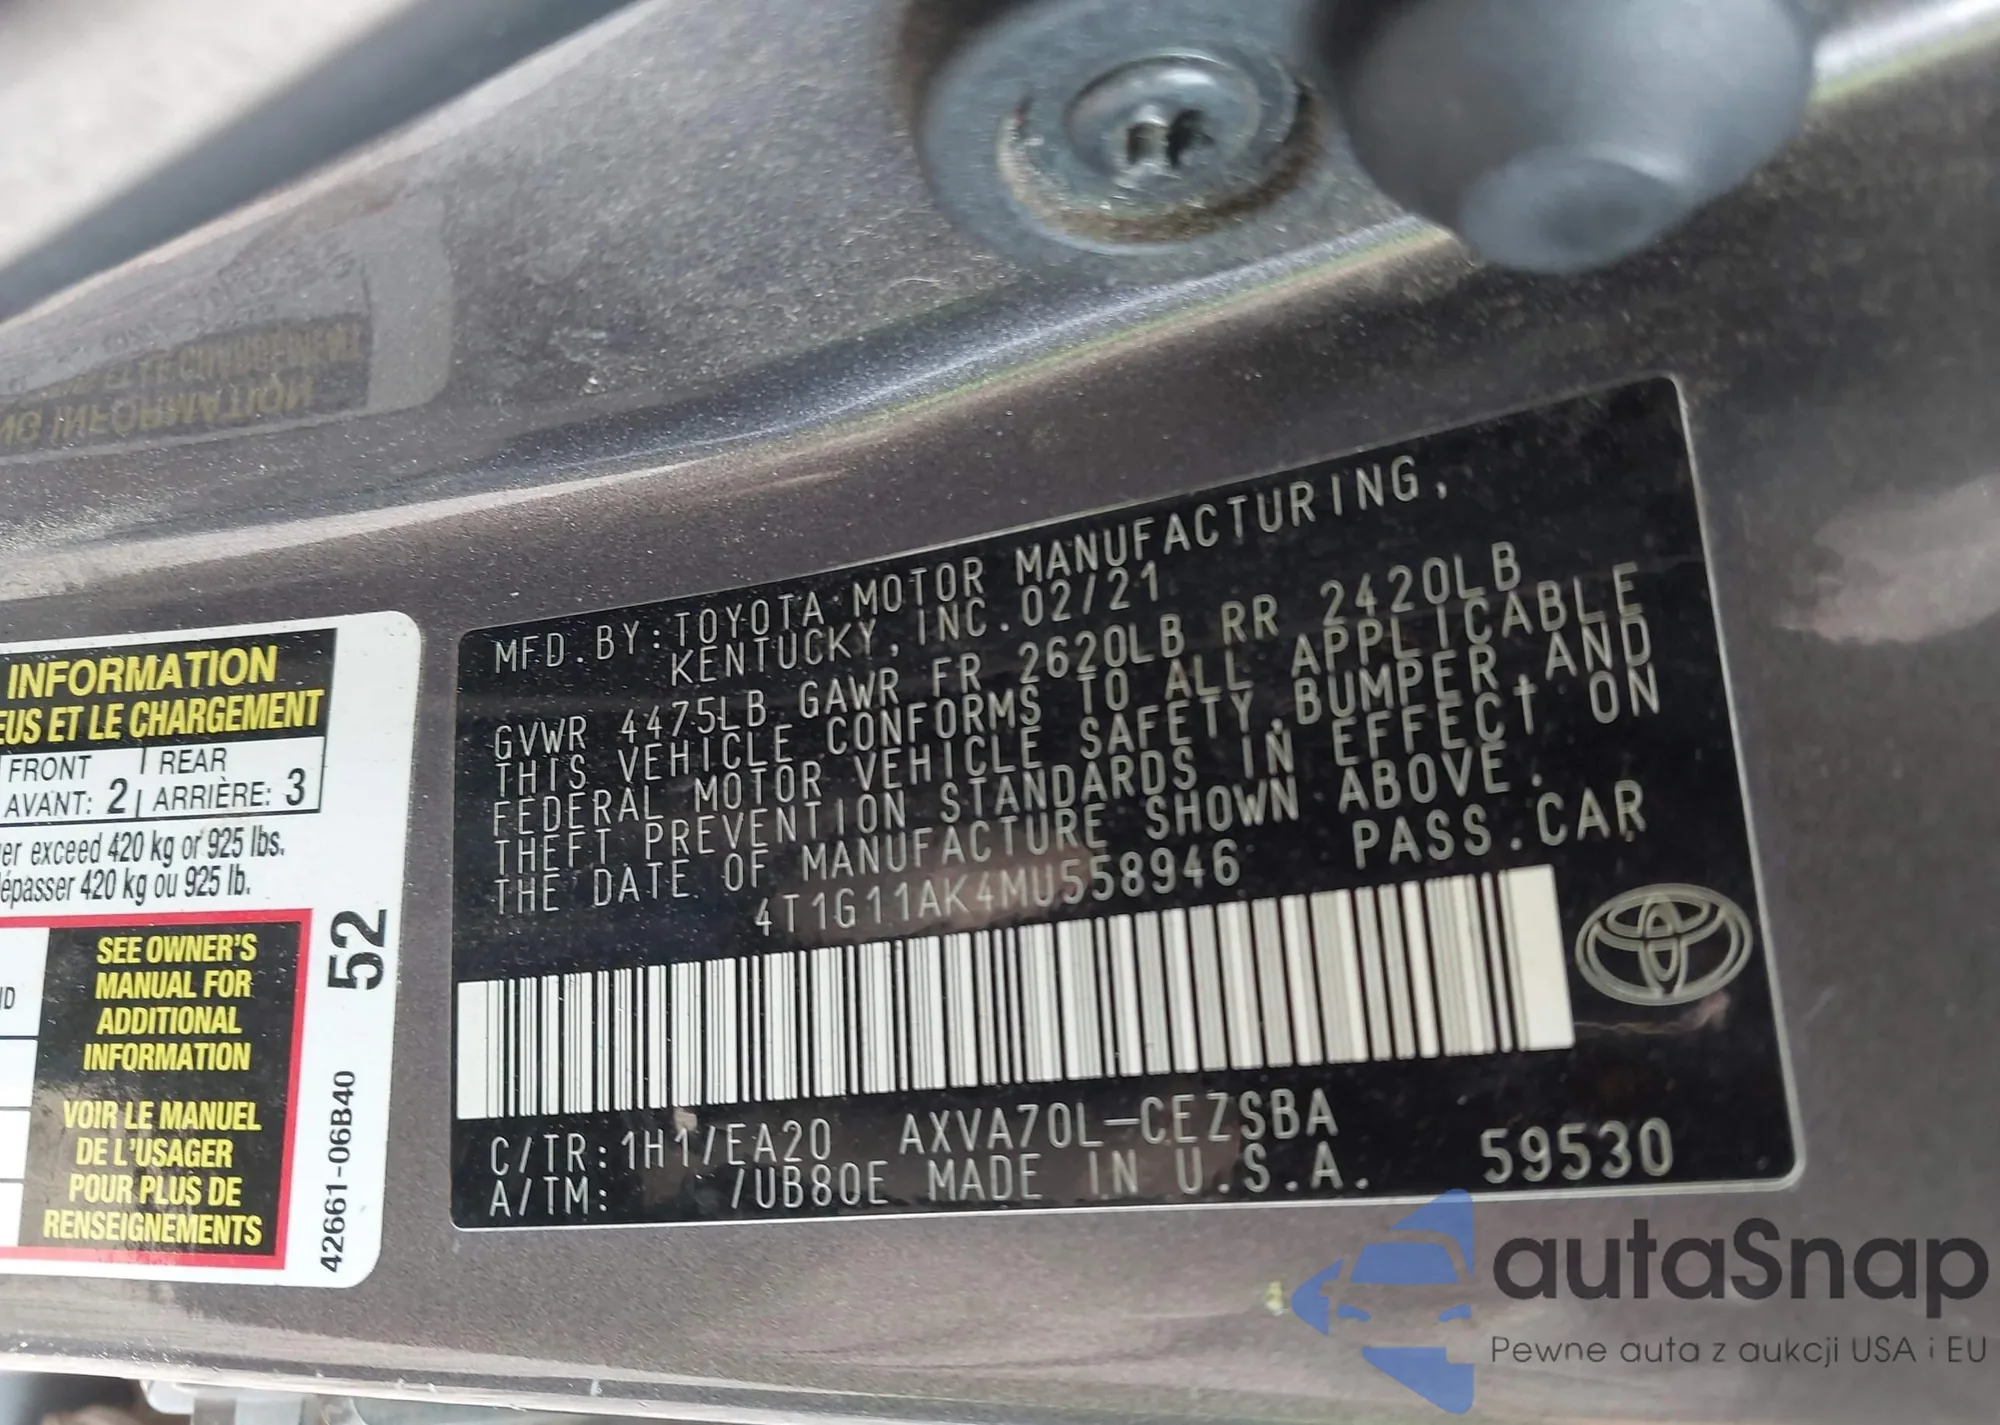 INFORMATION
EUS ET LE CHARGEMENT
FRONT REAR
AVANT: 2 ARRIÈRE: 3
er exceed 420 kg or 925 lbs.
épasser 420 kg ou 925 lb.
SEE OWNER'S
MANUAL FOR
ADDITIONAL
INFORMATION
VOIR LE MANUEL
DE L'USAGER
POUR PLUS DE
RENSEIGNEMENTS
52
42661-06B40
MFD.BY:TOYOTA MOTOR MANUFACTURING,
KENTUCKY, INC.02/21
GVWR 4475LB GAWR FR 2620LB RR 2420LB
THIS VEHICLE CONFORMS TO ALL APPLICABLE
FEDERAL MOTOR VEHICLE SAFETY,BUMPER,AND
THEFT PREVENTION STANDARDS IN EFFECT ON
THE DATE OF MANUFACTURE SHOWN ABOVE.
4T1G11AK4MU558946 PASS.CAR
C/TR:1H1/EA20 AXVA70L-CEZSBA
A/TM: /UB80E MADE IN U.S.A. 59530
autaSnap
Pewne auta z aukcji USA i EU